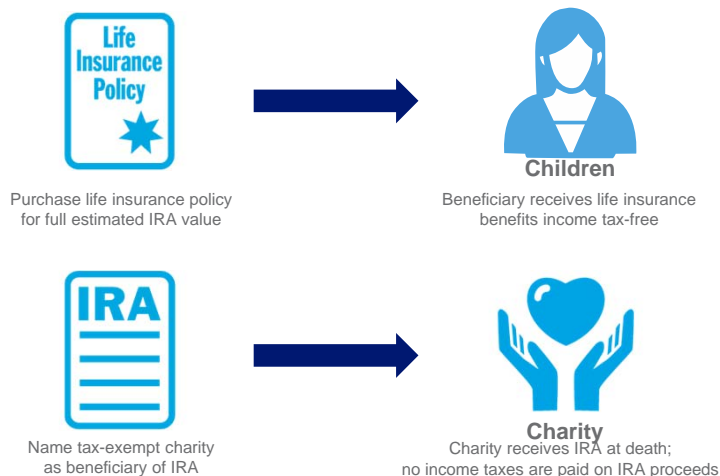 Life
Insurance
Policy
Children
Purchase life insurance policy
for full estimated IRA value
Beneficiary receives life insurance
benefits income tax-free
IRA
Charity
Name tax-exempt charity
as beneficiary of IRA
Charity receives IRA at death;
no income taxes are paid on IRA proceeds